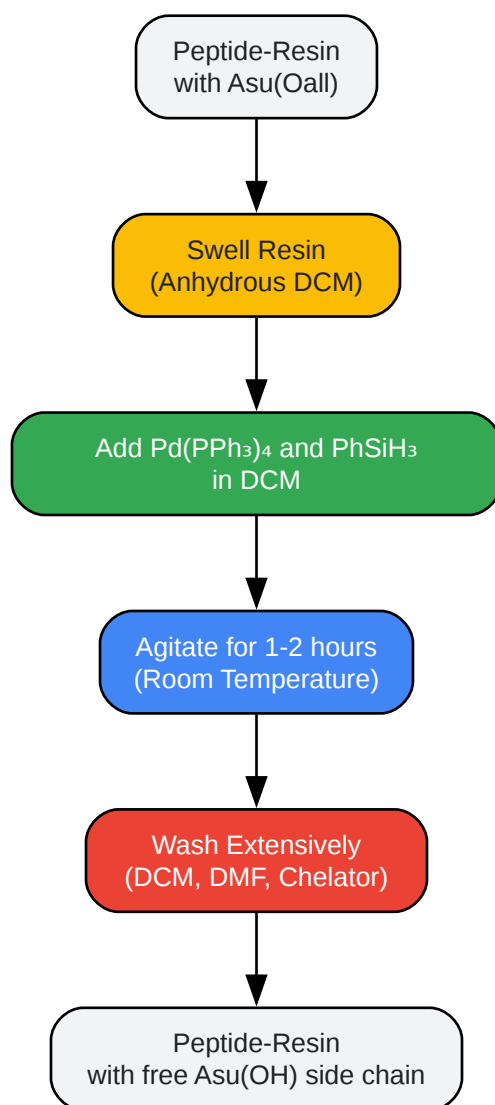 Peptide-Resin
with Asu(Oall)
Swell Resin
(Anhydrous DCM)
Add Pd(PPh₃)₄ and PhSiH₃
in DCM
Agitate for 1-2 hours
(Room Temperature)
Wash Extensively
(DCM, DMF, Chelator)
Peptide-Resin
with free Asu(OH) side chain